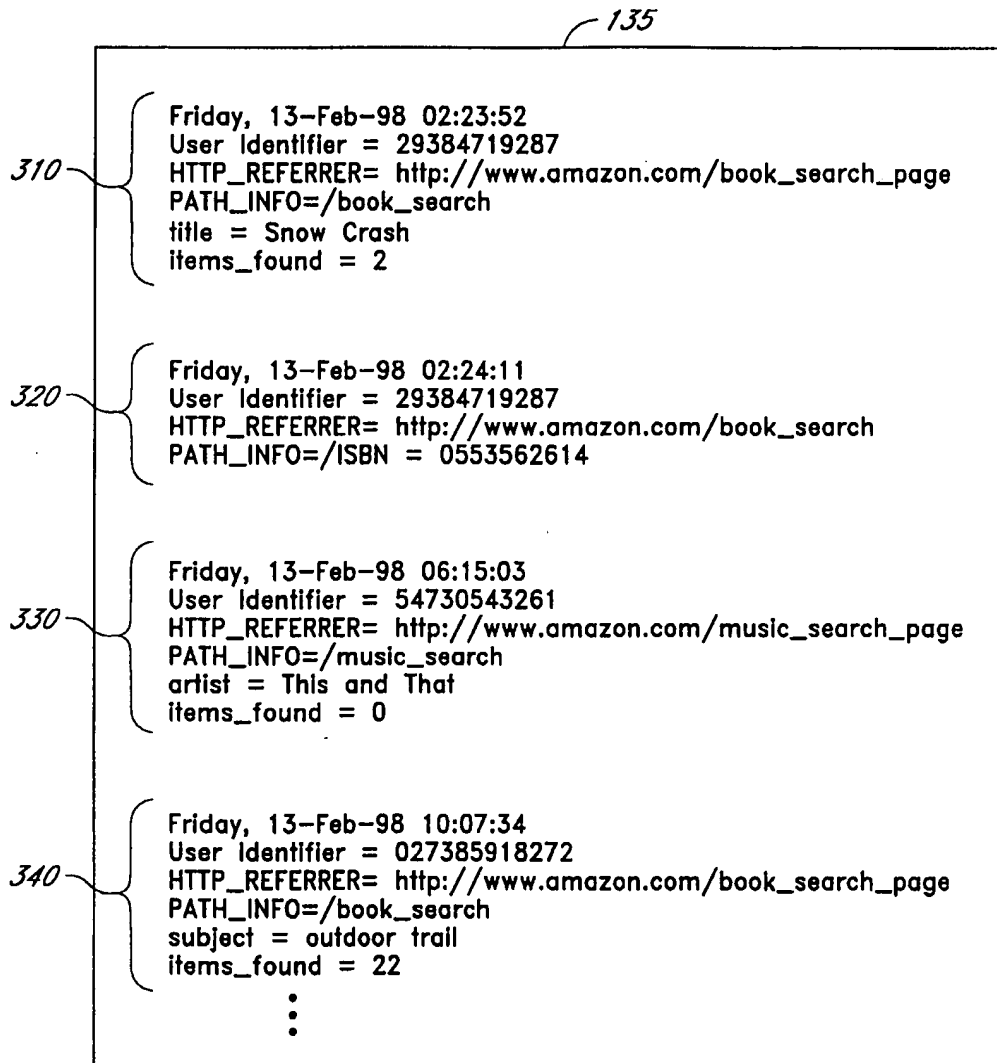 135
310
Friday, 13-Feb-98 02:23:52
User Identifier = 29384719287
HTTP_REFERRER= http://www.amazon.com/book_search_page
PATH_INFO=/book_search
title = Snow Crash
items_found = 2
320
Friday, 13-Feb-98 02:24:11
User Identifier = 29384719287
HTTP_REFERRER= http://www.amazon.com/book_search
PATH_INFO=/ISBN = 0553562614
330
Friday, 13-Feb-98 06:15:03
User Identifier = 54730543261
HTTP_REFERRER= http://www.amazon.com/music_search_page
PATH_INFO=/music_search
artist = This and That
items_found = 0
340
Friday, 13-Feb-98 10:07:34
User Identifier = 027385918272
HTTP_REFERRER= http://www.amazon.com/book_search_page
PATH_INFO=/book_search
subject = outdoor trail
items_found = 22